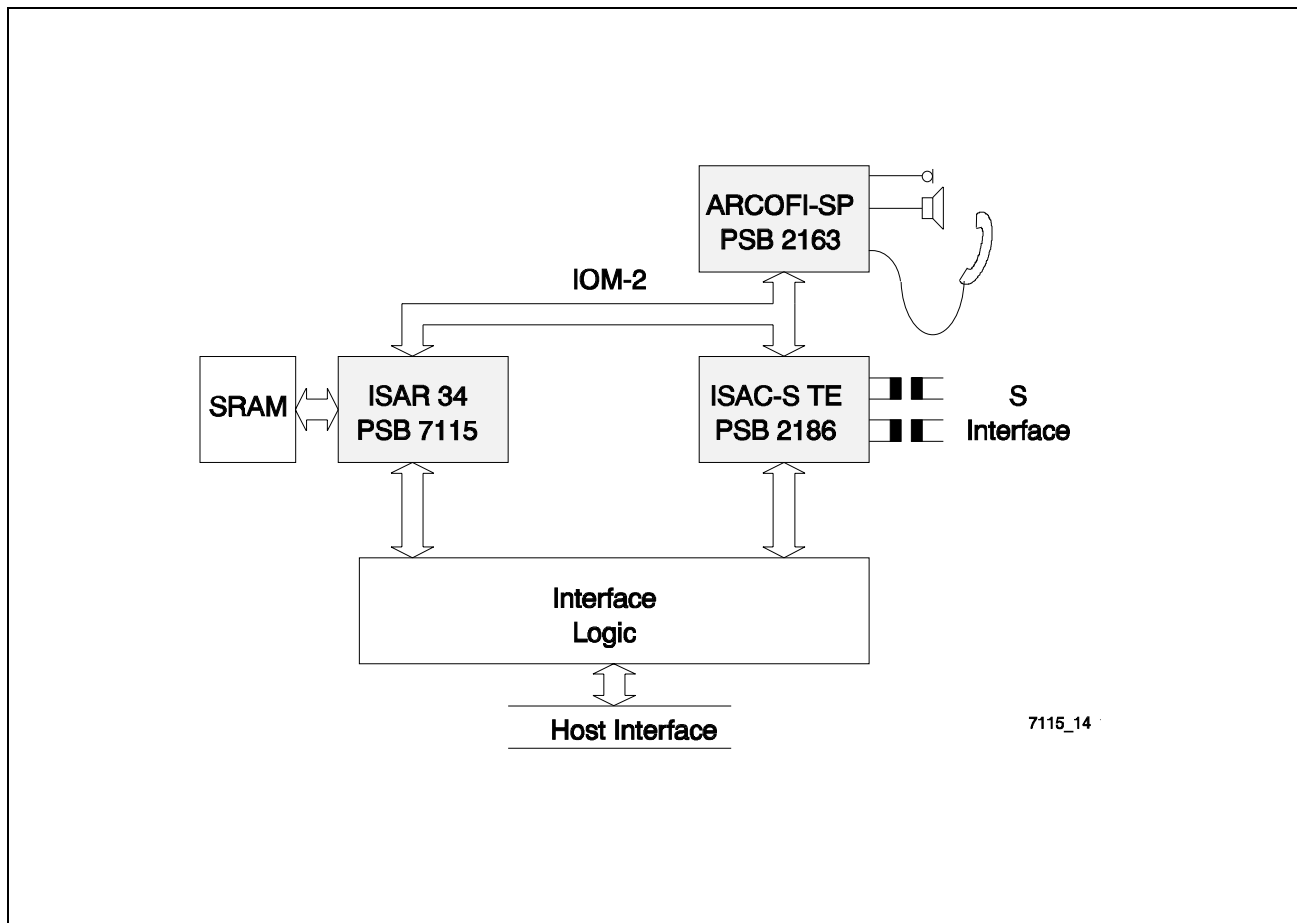 ARCOFI-SP
PSB 2163
IOM-2
SRAM
ISAR 34
PSB 7115
ISAC-S TE
PSB 2186
S
Interface
Interface
Logic
Host Interface
7115_14